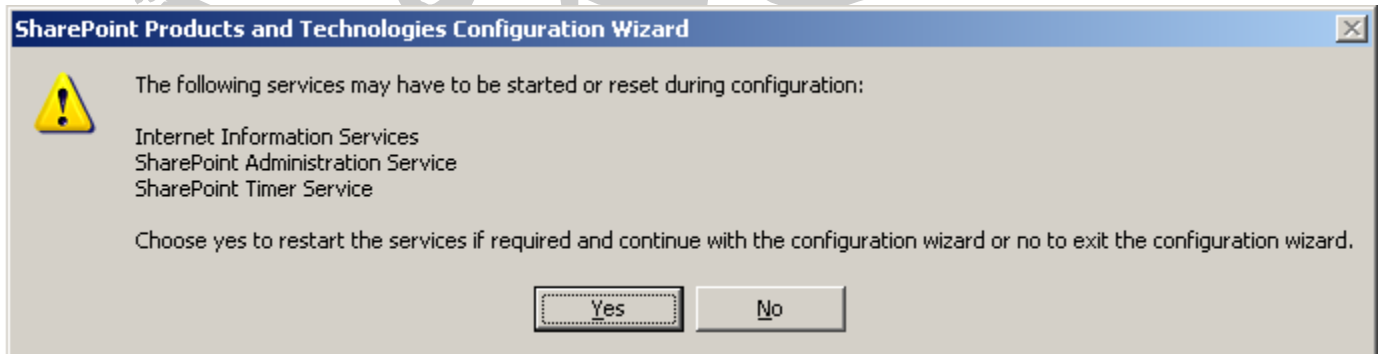 SharePoint Products and Technologies Configuration Wizard
The following services may have to be started or reset during configuration:
Internet Information Services
SharePoint Administration Service
SharePoint Timer Service
Choose yes to restart the services if required and continue with the configuration wizard or no to exit the configuration wizard.
Yes
No